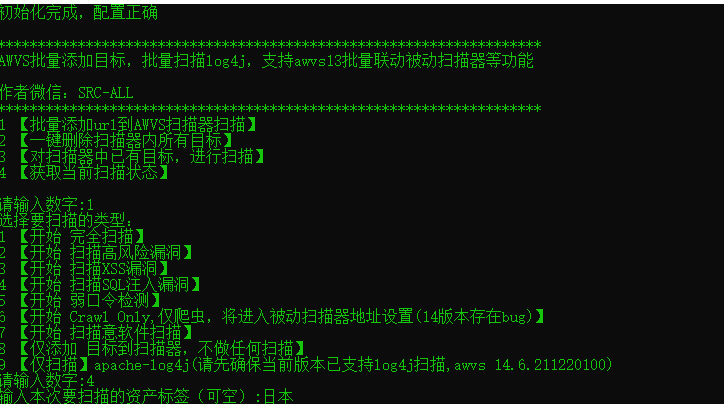 初始化完成，配置正确
********************************************************************
AWVS批量添加目标，批量扫描log4j，支持awvs13批量联动被动扫描器等功能
作者微信：SRC-ALL
********************************************************************
1 【批量添加url到AWVS扫描器扫描】
2 【一键删除扫描器内所有目标】
3 【对扫描器中已有目标，进行扫描】
4 【获取当前扫描状态】
请输入数字:1
选择要扫描的类型：
1 【开始 完全扫描】
2 【开始 扫描高风险漏洞】
3 【开始 扫描XSS漏洞】
4 【开始 扫描SQL注入漏洞】
5 【开始 弱口令检测】
6 【开始 Crawl Only,仅爬虫，将进入被动扫描器地址设置(14版本存在bug)】
7 【开始 扫描意软件扫描】
8 【仅添加 目标到扫描器，不做任何扫描】
9 【仅扫描】apache-log4j(请先确保当前版本已支持log4j扫描,awvs 14.6.211220100)
请输入数字:4
输入本次要扫描的资产标签（可空）:日本